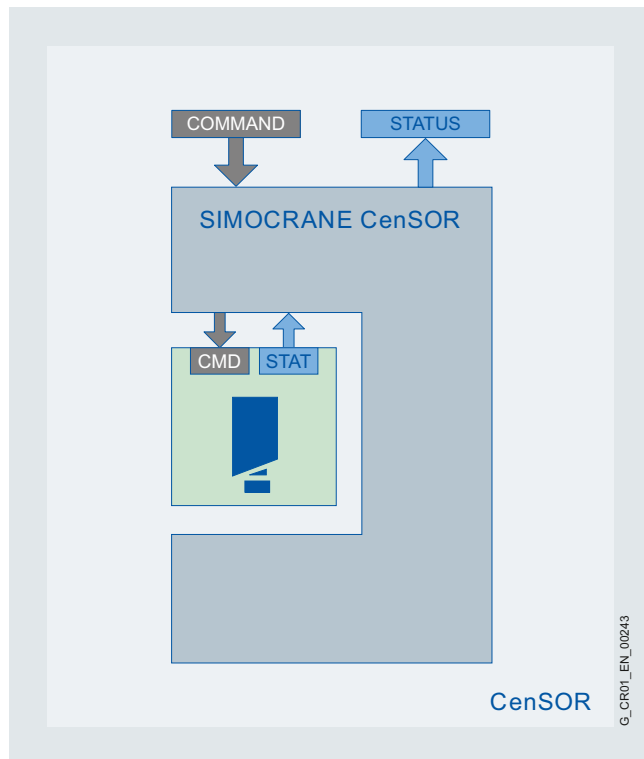 COMMAND
STATUS
SIMOCRANE CenSOR
CMD
STAT
CenSOR
G_CR01_EN_00243